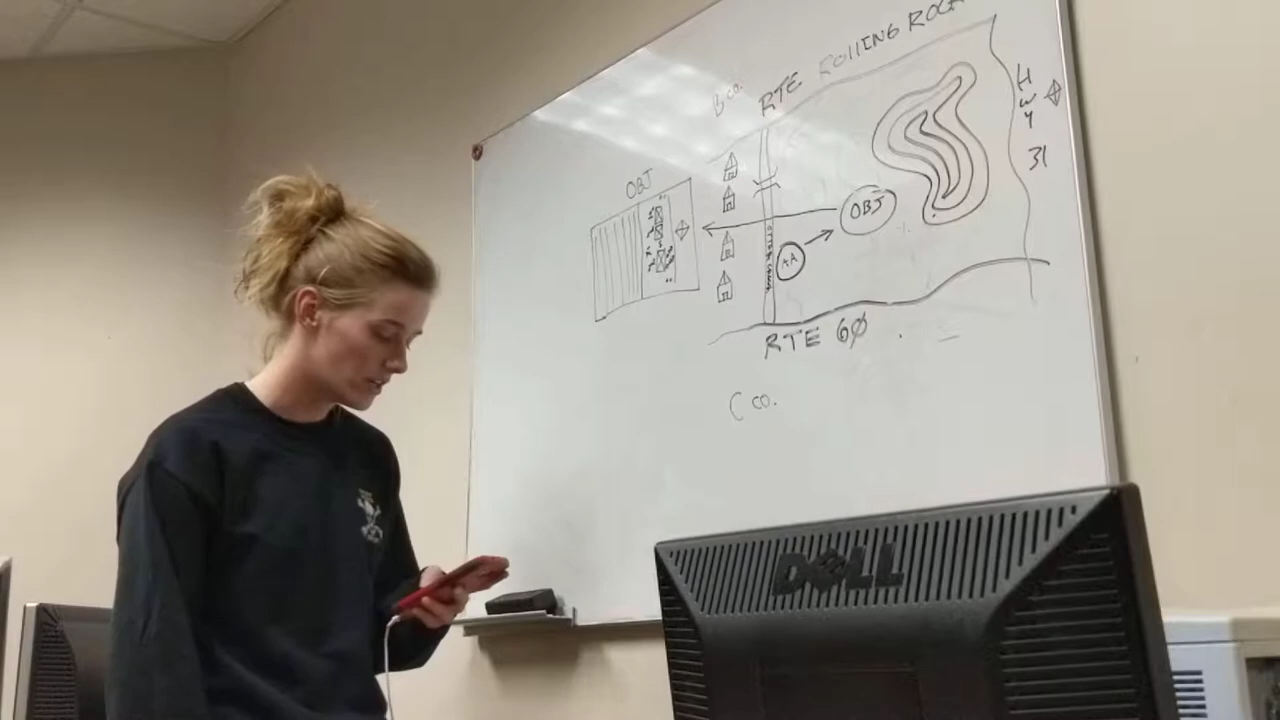 RTE ROLLING ROCK
B co.
HWY 31
OBJ
OBJ
AA
RTE 60
C co.
DELL